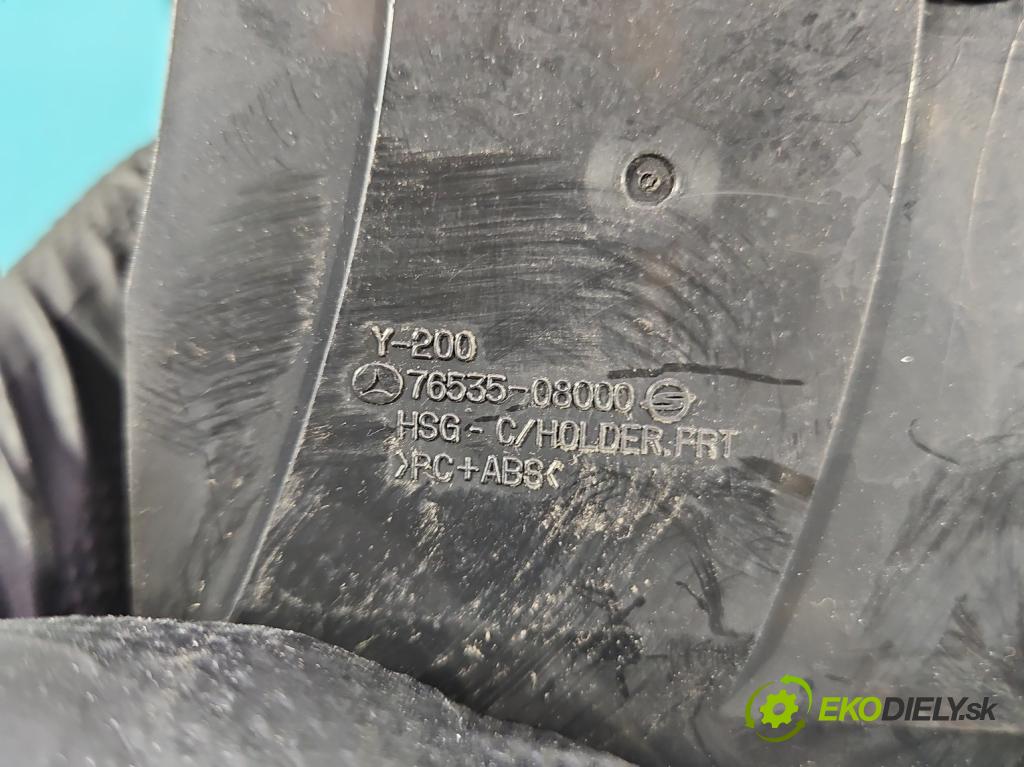 Y-200
76535-08000
HSG - C/HOLDER.FRT
>PC+ABS<
EKODIELY.sk